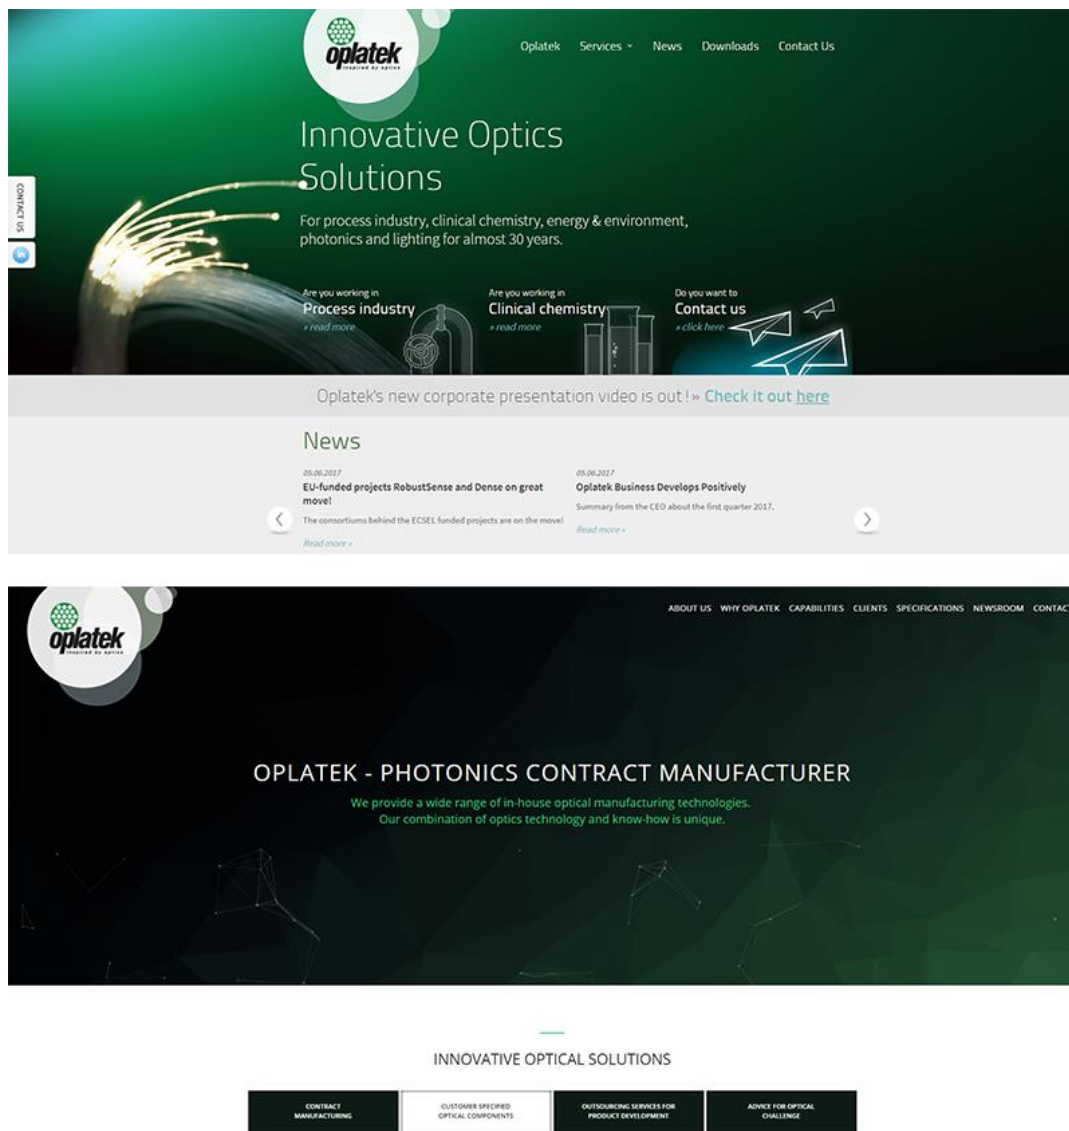 oplatek
inspired by optics
Oplatek Services News Downloads Contact Us
Innovative Optics
Solutions
CONTACT US
in
For process industry, clinical chemistry, energy & environment,
photonics and lighting for almost 30 years.
Are you working in
Process industry
» read more
Are you working in
Clinical chemistry
» read more
Do you want to
Contact us
» click here
Oplatek's new corporate presentation video is out! » Check it out here
News
05.06.2017
EU-funded projects RobustSense and Dense on great
move!
The consortiums behind the ECSEL funded projects are on the move!
Read more »
05.06.2017
Oplatek Business Develops Positively
Summary from the CEO about the first quarter 2017.
Read more »
oplatek
inspired by optics
ABOUT US WHY OPLATEK CAPABILITIES CLIENTS SPECIFICATIONS NEWSROOM CONTACT
OPLATEK - PHOTONICS CONTRACT MANUFACTURER
We provide a wide range of in-house optical manufacturing technologies.
Our combination of optics technology and know-how is unique.
INNOVATIVE OPTICAL SOLUTIONS
CONTRACT
MANUFACTURING
CUSTOMER SPECIFIED
OPTICAL COMPONENTS
OUTSOURCING SERVICES FOR
PRODUCT DEVELOPMENT
ADVICE FOR OPTICAL
CHALLENGE